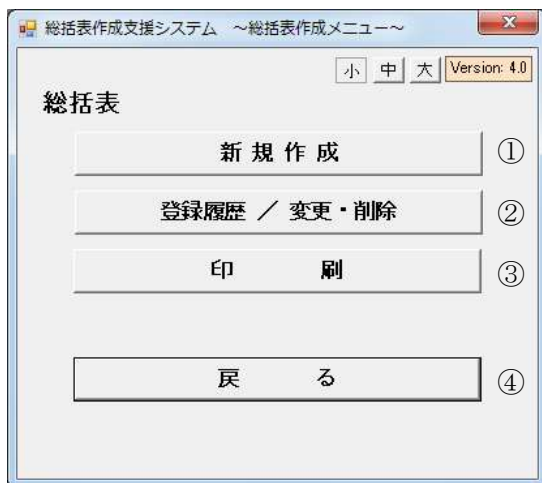 総括表作成支援システム ～総括表作成メニュー～
小 中 大 Version: 4.0
総括表
新 規 作 成 ①
登録履歴 ／ 変更・削除 ②
印 刷 ③
戻 る ④